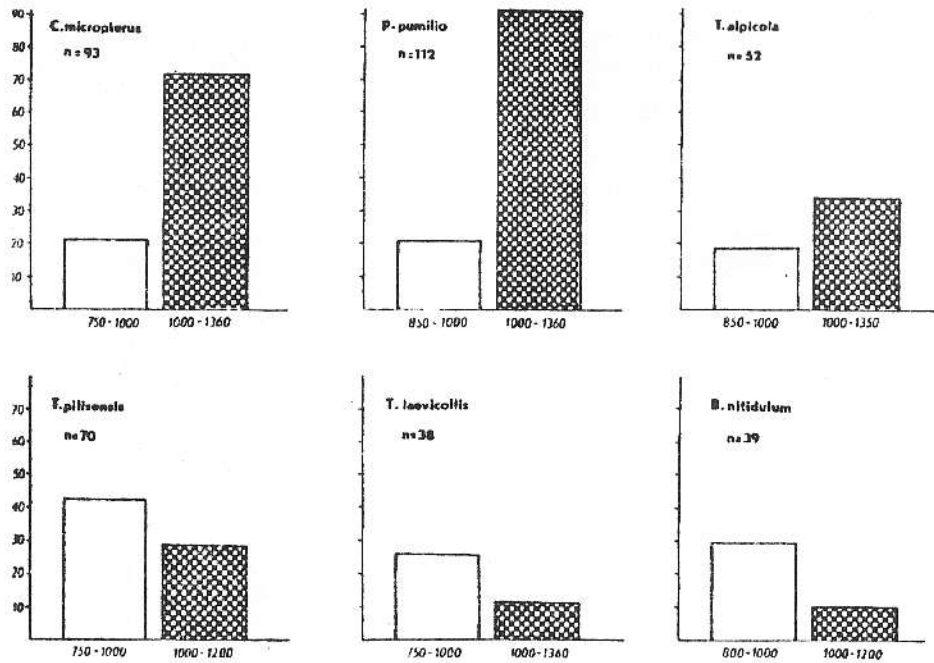 90
80
70
60
50
40
30
20
10
C. micropterus
n = 93
750-1000 1000-1360
P. pumilio
n=112
850-1000 1000-1360
T. alpicola
n= 52
850-1000 1000-1350
70
60
50
40
30
20
10
T. pilisensis
n=70
750-1000 1000-1200
T. laevicollis
n=38
750-1000 1000-1360
B. nitidulum
n=39
800-1000 1000-1200